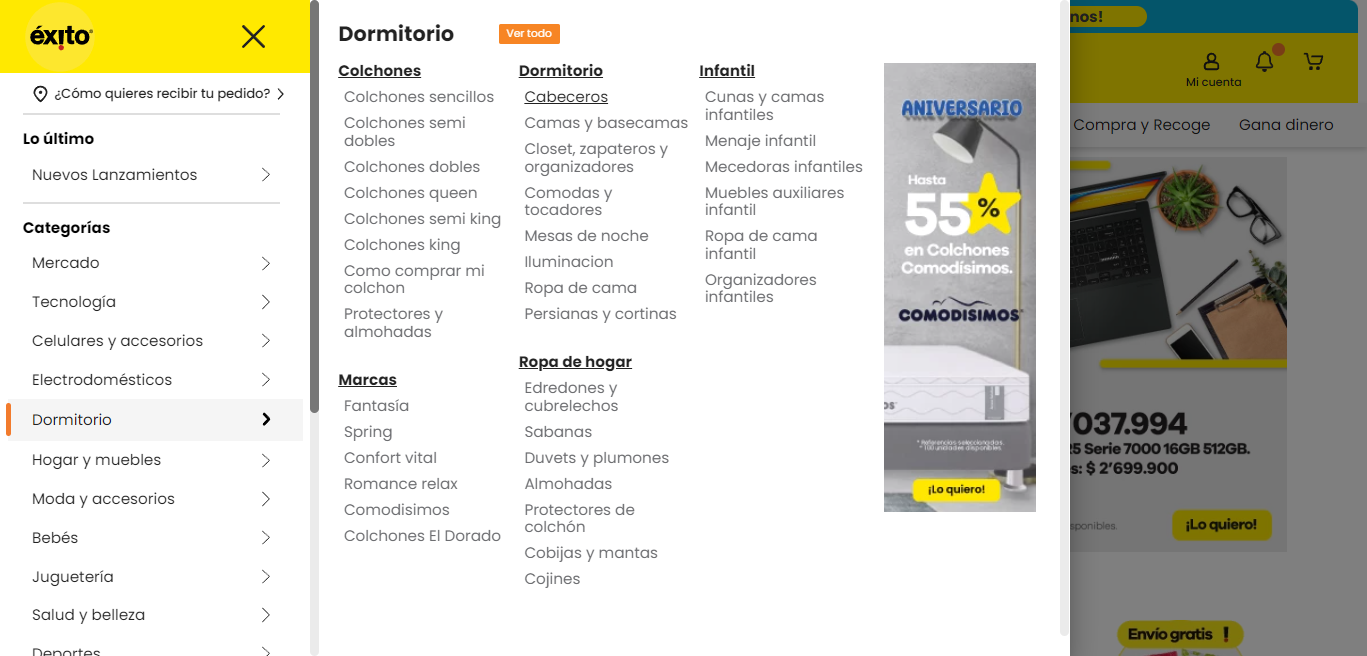 éxito
¿Cómo quieres recibir tu pedido?
Lo último
Nuevos Lanzamientos
Categorías
Mercado
Tecnología
Celulares y accesorios
Electrodomésticos
Dormitorio
Hogar y muebles
Moda y accesorios
Bebés
Juguetería
Salud y belleza
Deportes
Dormitorio
Ver todo
Colchones
Colchones sencillos
Colchones semi
dobles
Colchones dobles
Colchones queen
Colchones semi king
Colchones king
Como comprar mi
colchon
Protectores y
almohadas
Marcas
Fantasía
Spring
Confort vital
Romance relax
Comodisimos
Colchones El Dorado
Dormitorio
Cabeceros
Camas y basecamas
Closet, zapateros y
organizadores
Comodas y
tocadores
Mesas de noche
Iluminacion
Ropa de cama
Persianas y cortinas
Ropa de hogar
Edredones y
cubrelechos
Sabanas
Duvets y plumones
Almohadas
Protectores de
colchón
Cobijas y mantas
Cojines
Infantil
Cunas y camas
infantiles
Menaje infantil
Mecedoras infantiles
Muebles auxiliares
infantil
Ropa de cama
infantil
Organizadores
infantiles
ANIVERSARIO
Hasta
55%
en Colchones
Comodísimos.
COMODISIMOS
* Referencias seleccionadas.
* 100 unidades disponibles.
¡Lo quiero!
nos!
Mi cuenta
Compra y Recoge
Gana dinero
'037.994
25 Serie 7000 16GB 512GB.
s: $ 2'699.900
sponibles.
¡Lo quiero!
Envío gratis !